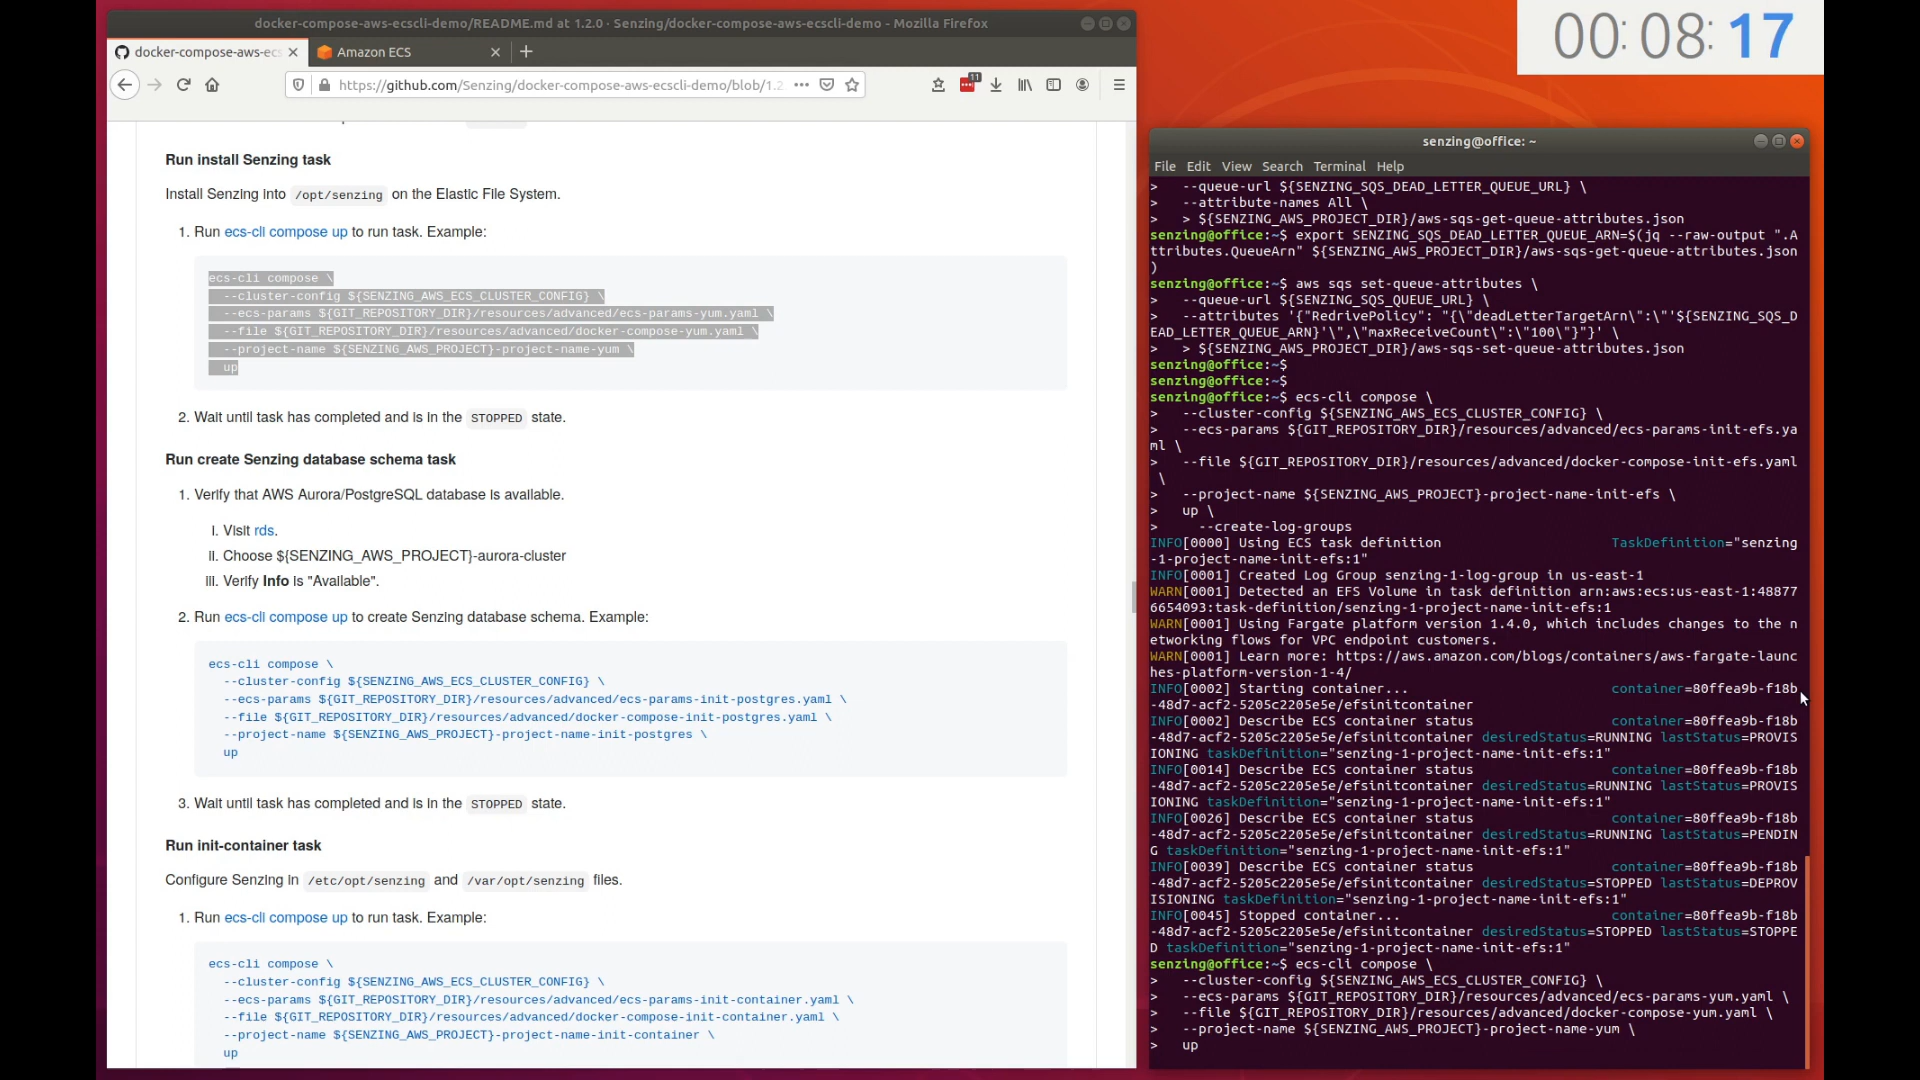 docker-compose-aws-ecscli-demo/README.md at 1.2.0 · Senzing/docker-compose-aws-ecscli-demo - Mozilla Firefox
docker-compose-aws-ecs
Amazon ECS
https://github.com/Senzing/docker-compose-aws-ecscli-demo/blob/1.2.
11
Run install Senzing task
Install Senzing into /opt/senzing on the Elastic File System.
1. Run ecs-cli compose up to run task. Example:
ecs-cli compose \
--cluster-config ${SENZING_AWS_ECS_CLUSTER_CONFIG} \
--ecs-params ${GIT_REPOSITORY_DIR}/resources/advanced/ecs-params-yum.yaml \
--file ${GIT_REPOSITORY_DIR}/resources/advanced/docker-compose-yum.yaml \
--project-name ${SENZING_AWS_PROJECT}-project-name-yum \
up
2. Wait until task has completed and is in the STOPPED state.
Run create Senzing database schema task
1. Verify that AWS Aurora/PostgreSQL database is available.
I. Visit rds.
II. Choose ${SENZING_AWS_PROJECT}-aurora-cluster
III. Verify Info is "Available".
2. Run ecs-cli compose up to create Senzing database schema. Example:
ecs-cli compose \
--cluster-config ${SENZING_AWS_ECS_CLUSTER_CONFIG} \
--ecs-params ${GIT_REPOSITORY_DIR}/resources/advanced/ecs-params-init-postgres.yaml \
--file ${GIT_REPOSITORY_DIR}/resources/advanced/docker-compose-init-postgres.yaml \
--project-name ${SENZING_AWS_PROJECT}-project-name-init-postgres \
up
3. Wait until task has completed and is in the STOPPED state.
Run init-container task
Configure Senzing in /etc/opt/senzing and /var/opt/senzing files.
1. Run ecs-cli compose up to run task. Example:
ecs-cli compose \
--cluster-config ${SENZING_AWS_ECS_CLUSTER_CONFIG} \
--ecs-params ${GIT_REPOSITORY_DIR}/resources/advanced/ecs-params-init-container.yaml \
--file ${GIT_REPOSITORY_DIR}/resources/advanced/docker-compose-init-container.yaml \
--project-name ${SENZING_AWS_PROJECT}-project-name-init-container \
up
00:08:17
senzing@office: ~
File Edit View Search Terminal Help
> --queue-url ${SENZING_SQS_DEAD_LETTER_QUEUE_URL} \
> --attribute-names All \
> > ${SENZING_AWS_PROJECT_DIR}/aws-sqs-get-queue-attributes.json
senzing@office:~$ export SENZING_SQS_DEAD_LETTER_QUEUE_ARN=$(jq --raw-output ".A
ttributes.QueueArn" ${SENZING_AWS_PROJECT_DIR}/aws-sqs-get-queue-attributes.json
)
senzing@office:~$ aws sqs set-queue-attributes \
> --queue-url ${SENZING_SQS_QUEUE_URL} \
> --attributes '{"RedrivePolicy": "{\"deadLetterTargetArn\":\"'${SENZING_SQS_D
EAD_LETTER_QUEUE_ARN}'\",\"maxReceiveCount\":\"100\"}"}' \
> > ${SENZING_AWS_PROJECT_DIR}/aws-sqs-set-queue-attributes.json
senzing@office:~$
senzing@office:~$
senzing@office:~$ ecs-cli compose \
> --cluster-config ${SENZING_AWS_ECS_CLUSTER_CONFIG} \
> --ecs-params ${GIT_REPOSITORY_DIR}/resources/advanced/ecs-params-init-efs.ya
ml \
> --file ${GIT_REPOSITORY_DIR}/resources/advanced/docker-compose-init-efs.yaml
\
> --project-name ${SENZING_AWS_PROJECT}-project-name-init-efs \
> up \
> --create-log-groups
INFO[0000] Using ECS task definition TaskDefinition="senzing
-1-project-name-init-efs:1"
INFO[0001] Created Log Group senzing-1-log-group in us-east-1
WARN[0001] Detected an EFS Volume in task definition arn:aws:ecs:us-east-1:48877
6654093:task-definition/senzing-1-project-name-init-efs:1
WARN[0001] Using Fargate platform version 1.4.0, which includes changes to the n
etworking flows for VPC endpoint customers.
WARN[0001] Learn more: https://aws.amazon.com/blogs/containers/aws-fargate-launc
hes-platform-version-1-4/
INFO[0002] Starting container... container=80ffea9b-f18b
-48d7-acf2-5205c2205e5e/efsinitcontainer
INFO[0002] Describe ECS container status container=80ffea9b-f18b
-48d7-acf2-5205c2205e5e/efsinitcontainer desiredStatus=RUNNING lastStatus=PROVIS
IONING taskDefinition="senzing-1-project-name-init-efs:1"
INFO[0014] Describe ECS container status container=80ffea9b-f18b
-48d7-acf2-5205c2205e5e/efsinitcontainer desiredStatus=RUNNING lastStatus=PROVIS
IONING taskDefinition="senzing-1-project-name-init-efs:1"
INFO[0026] Describe ECS container status container=80ffea9b-f18b
-48d7-acf2-5205c2205e5e/efsinitcontainer desiredStatus=RUNNING lastStatus=PENDIN
G taskDefinition="senzing-1-project-name-init-efs:1"
INFO[0039] Describe ECS container status container=80ffea9b-f18b
-48d7-acf2-5205c2205e5e/efsinitcontainer desiredStatus=STOPPED lastStatus=DEPROV
ISIONING taskDefinition="senzing-1-project-name-init-efs:1"
INFO[0045] Stopped container... container=80ffea9b-f18b
-48d7-acf2-5205c2205e5e/efsinitcontainer desiredStatus=STOPPED lastStatus=STOPPE
D taskDefinition="senzing-1-project-name-init-efs:1"
senzing@office:~$ ecs-cli compose \
> --cluster-config ${SENZING_AWS_ECS_CLUSTER_CONFIG} \
> --ecs-params ${GIT_REPOSITORY_DIR}/resources/advanced/ecs-params-yum.yaml \
> --file ${GIT_REPOSITORY_DIR}/resources/advanced/docker-compose-yum.yaml \
> --project-name ${SENZING_AWS_PROJECT}-project-name-yum \
> up